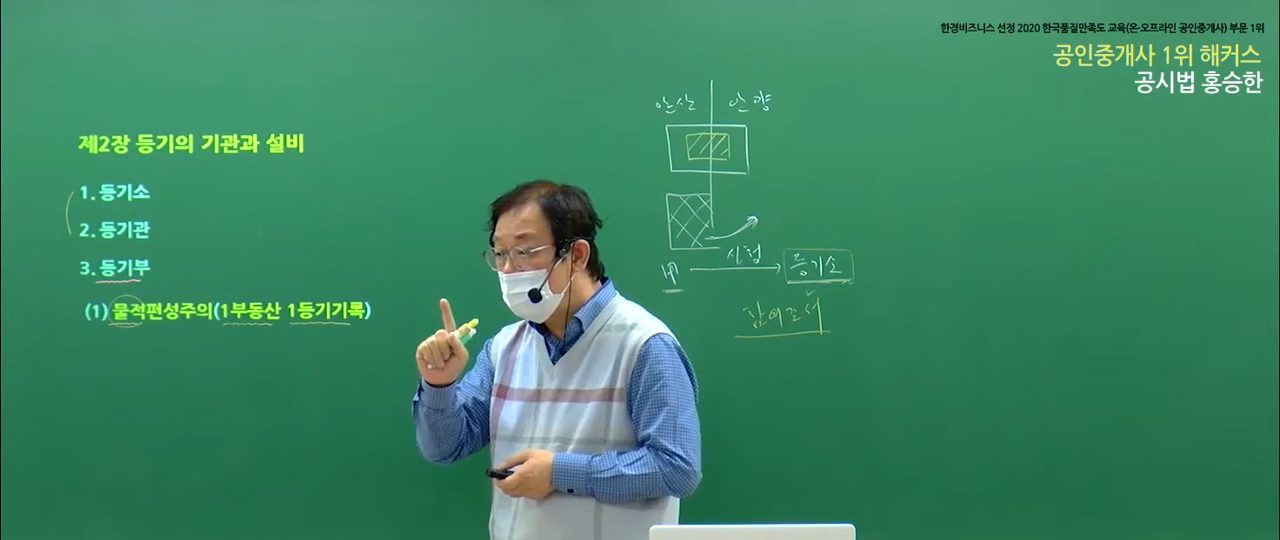 한경비즈니스 선정 2020 한국품질만족도 교육(온·오프라인 공인중개사) 부문 1위
공인중개사 1위 해커스
공시법 홍승한
제2장 등기의 기관과 설비
1. 등기소
2. 등기관
3. 등기부
(1) 물적편성주의(1부동산 1등기기록)
안산 안양
甲 신청 등기소